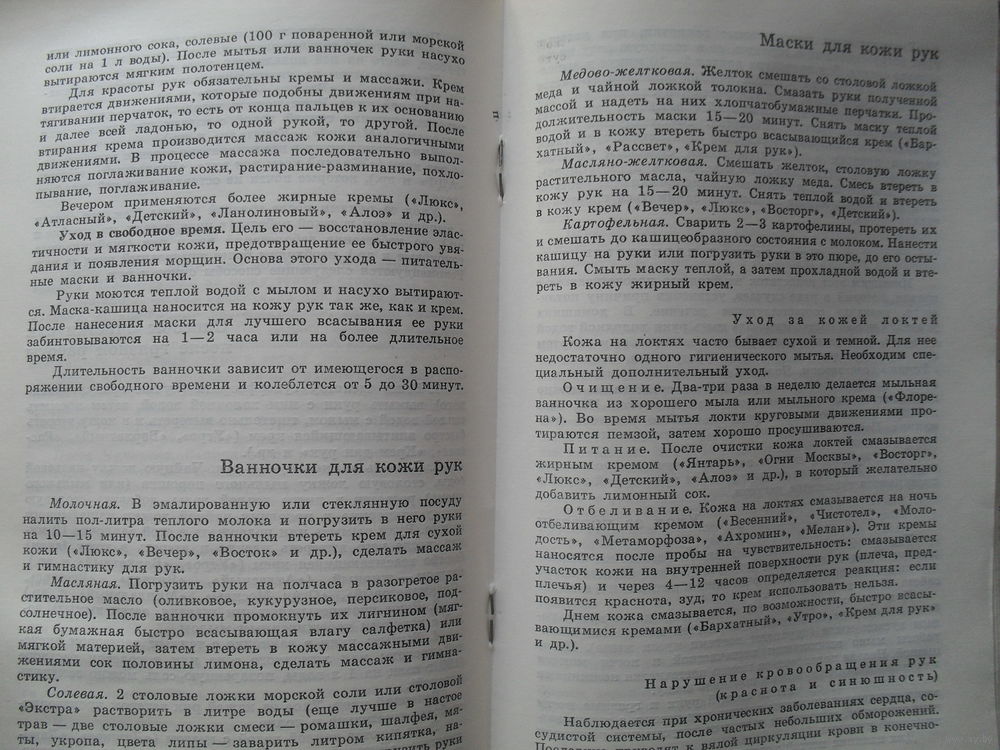 или лимонного сока, солевые (100 г поваренной или морской
соли на 1 л воды). После мытья или ванночек руки насухо
вытираются мягким полотенцем.
Для красоты рук обязательны кремы и массажи. Крем
втирается движениями, которые подобны движениям при на-
тягивании перчаток, то есть от конца пальцев к их основанию
и далее всей ладонью, то одной рукой, то другой. После
втирания крема производится массаж кожи аналогичными
движениями. В процессе массажа последовательно выпол-
няются поглаживание кожи, растирание-разминание, похло-
пывание, поглаживание.
Вечером применяются более жирные кремы («Люкс»,
«Атласный», «Детский», «Ланолиновый», «Алоэ» и др.).
Уход в свободное время. Цель его — восстановление элас-
тичности и мягкости кожи, предотвращение ее быстрого увя-
дания и появления морщин. Основа этого ухода — питатель-
ные маски и ванночки.
Руки моются теплой водой с мылом и насухо вытирают-
ся. Маска-кашица наносится на кожу рук так же, как и крем.
После нанесения маски для лучшего всасывания ее руки
забинтовываются на 1—2 часа или на более длительное
время.
Длительность ванночки зависит от имеющегося в распо-
ряжении свободного времени и колеблется от 5 до 30 минут.
Ванночки для кожи рук
Молочная. В эмалированную или стеклянную посуду
налить пол-литра теплого молока и погрузить в него руки
на 10—15 минут. После ванночки втереть крем для сухой
кожи («Люкс», «Вечер», «Восток» и др.), сделать массаж
и гимнастику для рук.
Масляная. Погрузить руки на полчаса в разогретое ра-
стительное масло (оливковое, кукурузное, персиковое, под-
солнечное). После ванночки промокнуть их лигнином (мяг-
кая бумажная быстро всасывающая влагу салфетка) или
мягкой материей, затем втереть в кожу массажными дви-
жениями сок половины лимона, сделать массаж и гимна-
стику.
Солевая. 2 столовые ложки морской соли или столовой
«Экстра» растворить в литре воды (еще лучше в настое
трав — две столовые ложки смеси — ромашки, шалфея, мя-
ты, укропа, цвета липы — заварить литром кипятка, на-
Маски для кожи рук
Медово-желтковая. Желток смешать со столовой ложкой
меда и чайной ложкой толокна. Смазать руки полученной
массой и надеть на них хлопчатобумажные перчатки. Про-
должительность маски 15—20 минут. Снять маску теплой
водой и в кожу втереть быстро всасывающийся крем («Бар-
хатный», «Рассвет», «Крем для рук»).
Масляно-желтковая. Смешать желток, столовую ложку
растительного масла, чайную ложку меда. Смесь втереть в
кожу рук на 15—20 минут. Снять теплой водой и втереть
в кожу крем («Вечер», «Люкс», «Восторг», «Детский»).
Картофельная. Сварить 2—3 картофелины, протереть их
и смешать до кашицеобразного состояния с молоком. Нанести
кашицу на руки или погрузить руки в это пюре, до его осты-
вания. Смыть маску теплой, а затем прохладной водой и вте-
реть в кожу жирный крем.
Уход за кожей локтей
Кожа на локтях часто бывает сухой и темной. Для нее
недостаточно одного гигиенического мытья. Необходим спе-
циальный дополнительный уход.
Очищение. Два-три раза в неделю делается мыльная
ванночка из хорошего мыла или мыльного крема («Флоре-
на»). Во время мытья локти круговыми движениями про-
тираются пемзой, затем хорошо просушиваются.
Питание. После очистки кожа локтей смазывается
жирным кремом («Янтарь», «Огни Москвы», «Восторг»,
«Люкс», «Детский», «Алоэ» и др.), в который желательно
добавить лимонный сок.
Отбеливание. Кожа на локтях смазывается на ночь
отбеливающим кремом («Весенний», «Чистотел», «Моло-
дость», «Метаморфоза», «Ахромин», «Мелан»). Эти кремы
наносятся после пробы на чувствительность: смазывается
участок кожи на внутренней поверхности рук (плеча, пред-
плечья) и через 4—12 часов определяется реакция: если
появится краснота, зуд, то крем использовать нельзя.
Днем кожа смазывается, по возможности, быстро всасы-
вающимися кремами («Бархатный», «Утро», «Крем для рук»
и др.).
Нарушение кровообращения рук
(краснота и синюшность)
Наблюдается при хронических заболеваниях сердца, со-
судистой системы, после частых небольших обморожений.
к вялой циркуляции крови в конечно-